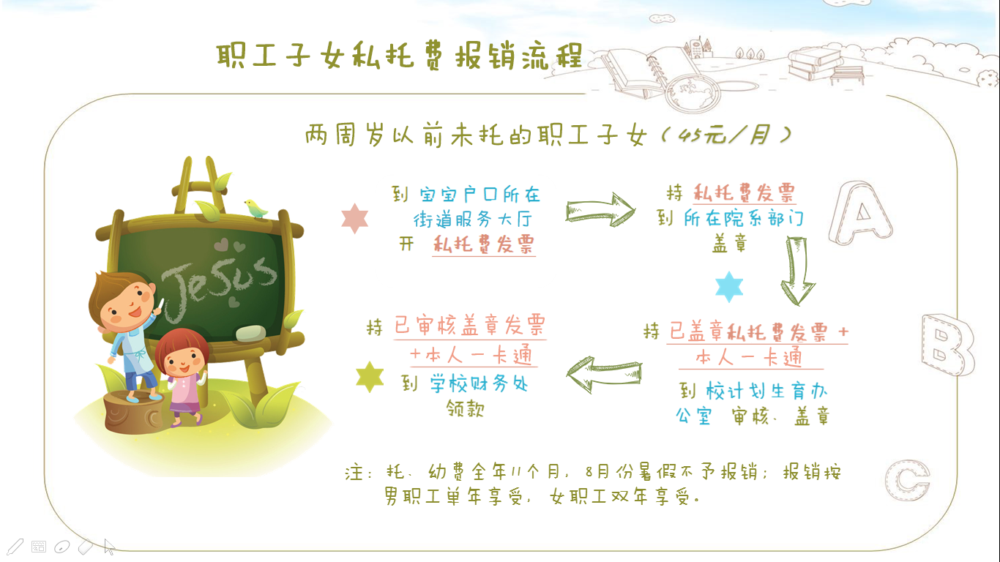 职工子女私托费报销流程
两周岁以前未托的职工子女（45元/月）
到 宝宝户口所在
街道服务大厅
开 私托费发票
持 私托费发票
到 所在院系部门
盖章
持 已盖章私托费发票 +
本人一卡通
到 校计划生育办
公室 审核、盖章
持 已审核盖章发票
+本人一卡通
到 学校财务处
领款
Jesus
A
B
C
注：托、幼费全年11个月，8月份暑假不予报销；报销按
男职工单年享受，女职工双年享受。